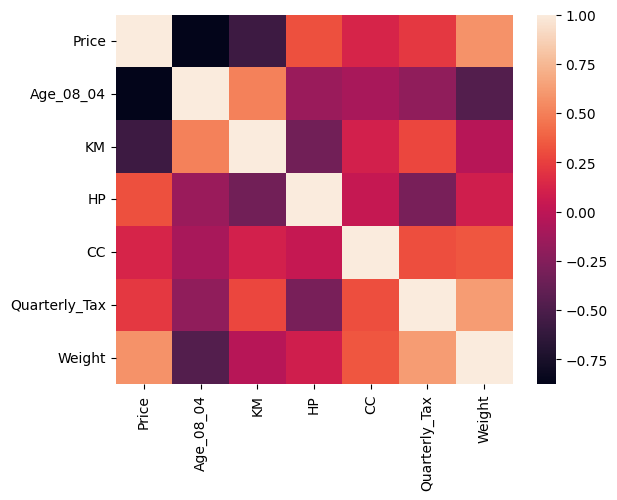 Price
Age_08_04
KM
HP
CC
Quarterly_Tax
Weight
Price
Age_08_04
KM
HP
CC
Quarterly_Tax
Weight
1.00
0.75
0.50
0.25
0.00
−0.25
−0.50
−0.75